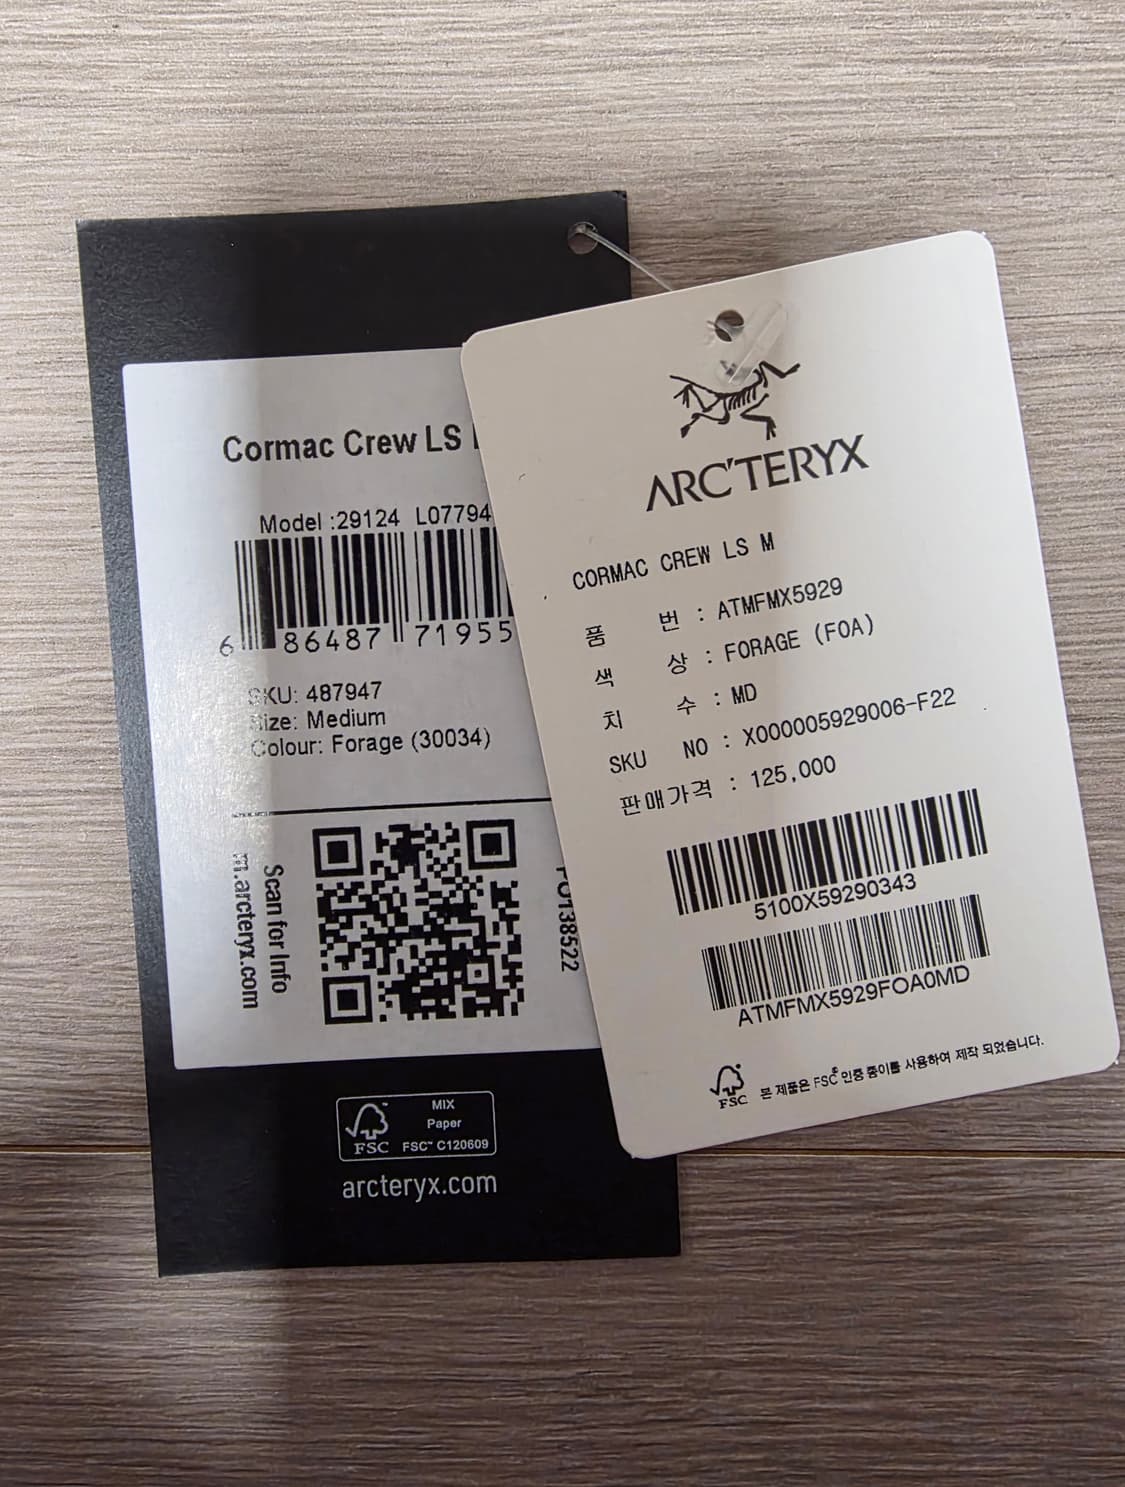 Cormac Crew LS
Model :29124 L07794
6 86487 71955
SKU: 487947
Size: Medium
Colour: Forage (30034)
Scan for Info
m.arcteryx.com
PO138522
FSC
MIX
Paper
FSC™ C120609
arcteryx.com
ARC'TERYX
CORMAC CREW LS M
품 번 : ATMFMX5929
색 상 : FORAGE (FOA)
치 수 : MD
SKU NO : X000005929006-F22
판매가격 : 125,000
5100X59290343
ATMFMX5929FOA0MD
FSC
본 제품은 FSC® 인증 종이를 사용하여 제작 되었습니다.